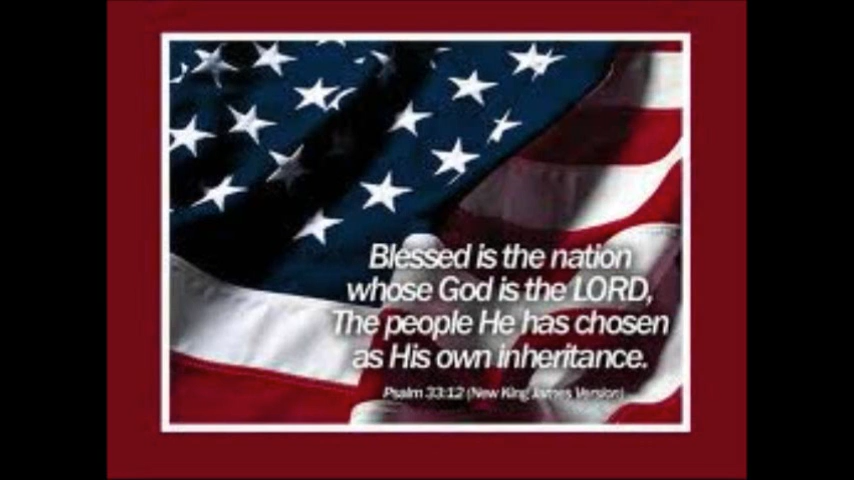 Blessed is the nation
whose God is the LORD,
The people He has chosen
as His own inheritance.
Psalm 33:12 (New King James Version)